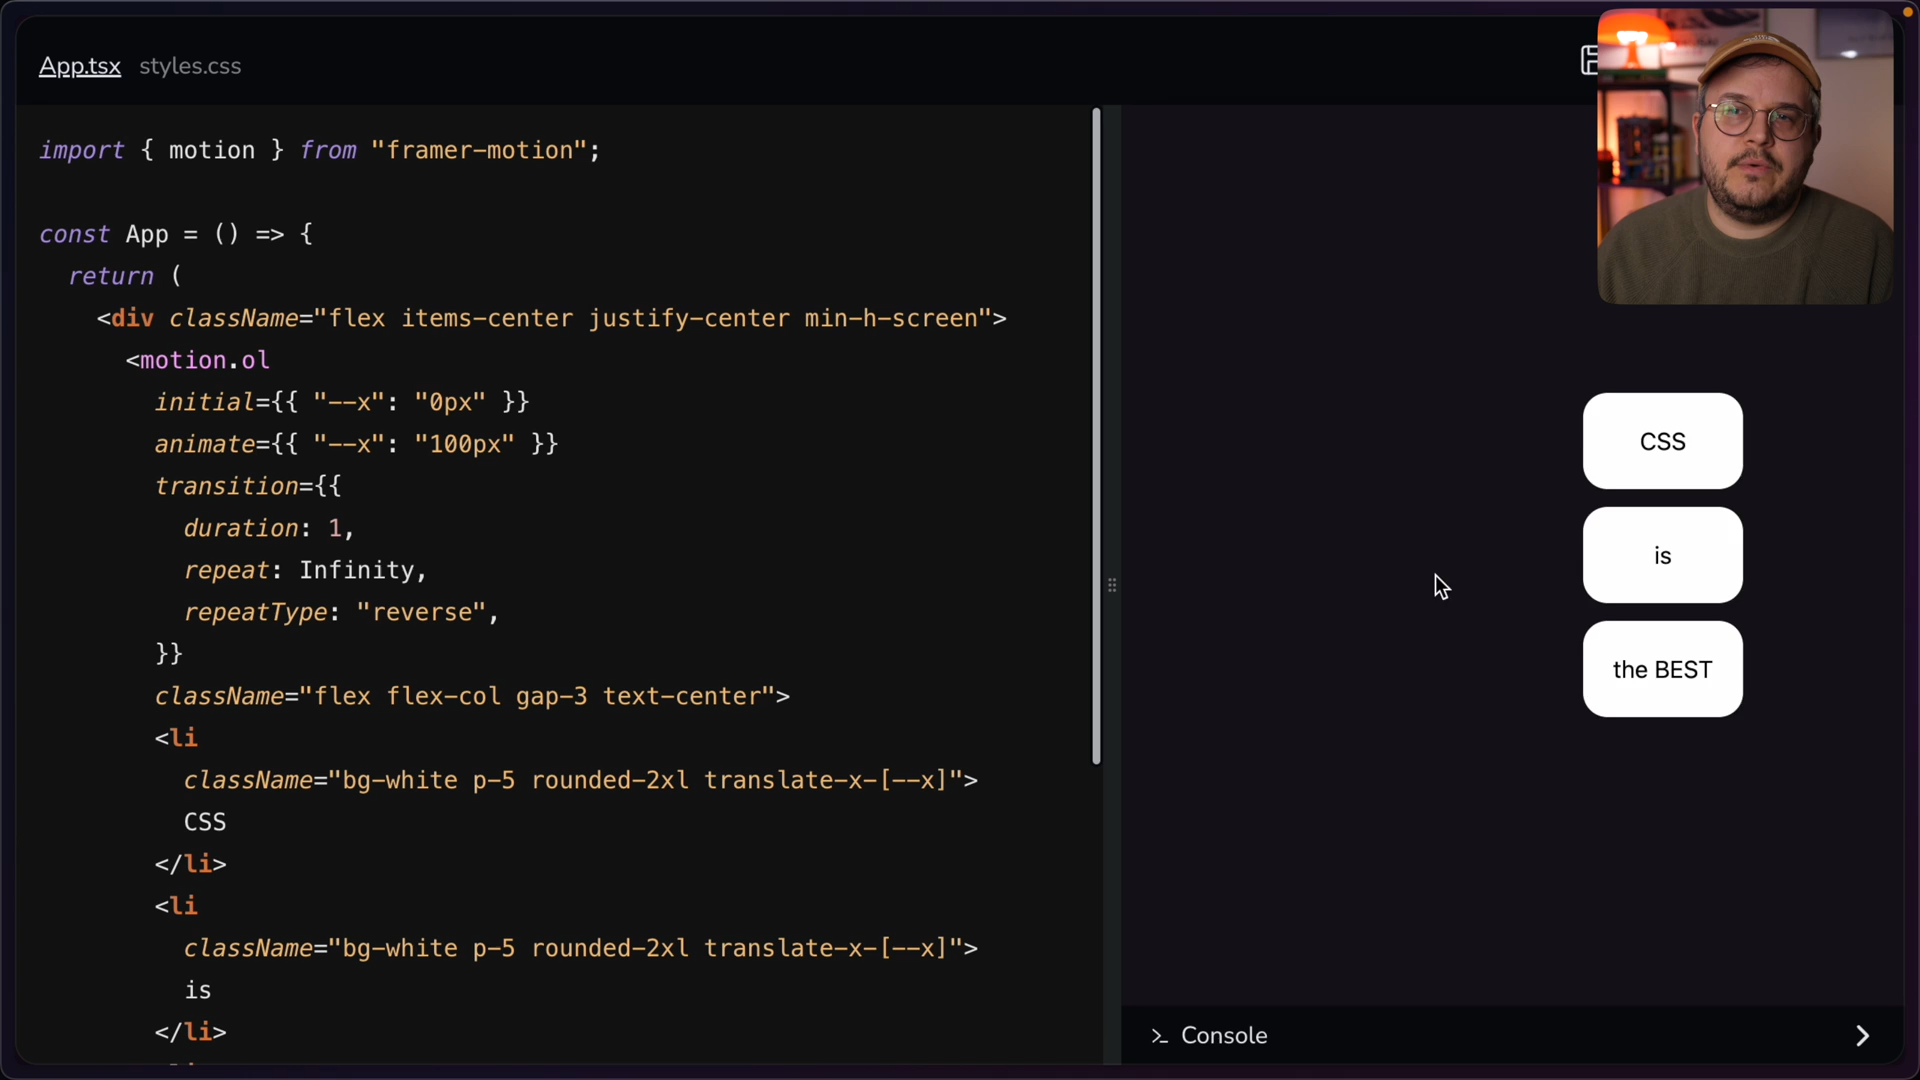 App.tsx styles.css
import { motion } from "framer-motion";
const App = () => {
return (
<div className="flex items-center justify-center min-h-screen">
<motion.ol
initial={{ "--x": "0px" }}
animate={{ "--x": "100px" }}
transition={{
duration: 1,
repeat: Infinity,
repeatType: "reverse",
}}
className="flex flex-col gap-3 text-center">
<li
className="bg-white p-5 rounded-2xl translate-x-[--x]">
CSS
</li>
<li
className="bg-white p-5 rounded-2xl translate-x-[--x]">
is
</li>
CSS
is
the BEST
>_ Console